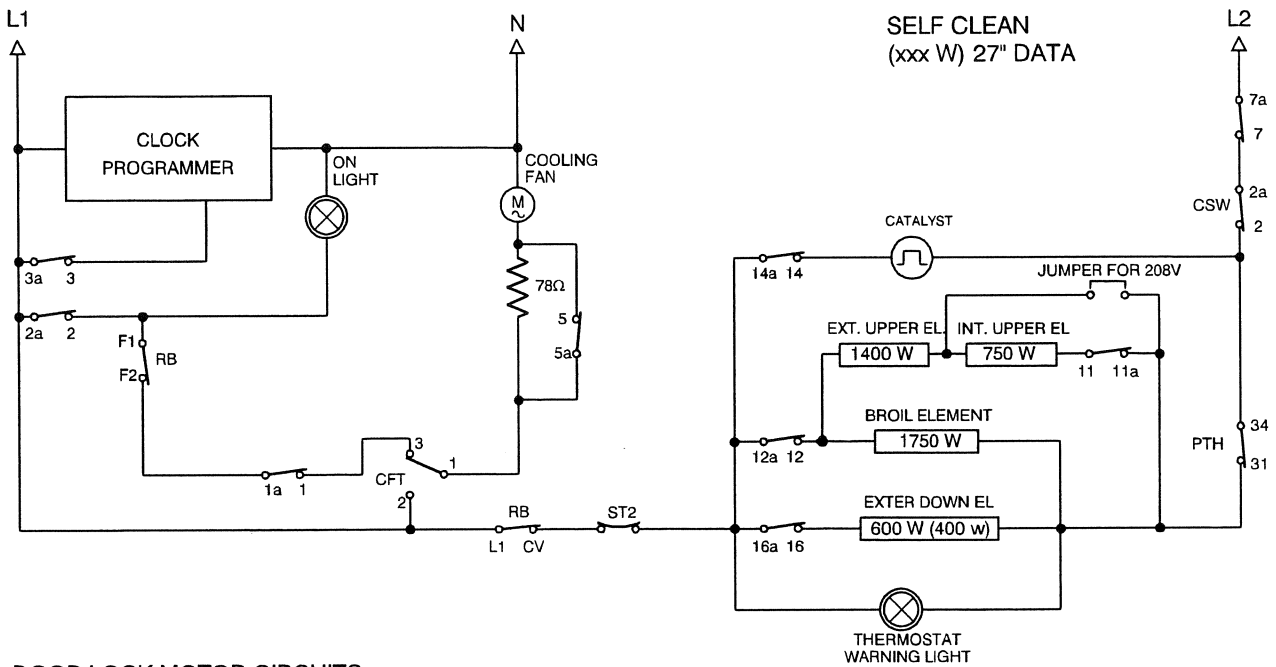 L1
N
SELF CLEAN
(xxx W) 27" DATA
L2
7a
7
CLOCK
PROGRAMMER
ON
LIGHT
COOLING
FAN
M
2a
CSW
2
CATALYST
3a 3
14a 14
JUMPER FOR 208V
78Ω
2a 2
F1
RB
F2
5
5a
EXT. UPPER EL.
INT. UPPER EL
1400 W
750 W
11 11a
BROIL ELEMENT
1750 W
12a 12
34
PTH
31
3
1
CFT
1a 1
2
RB
ST2
L1 CV
EXTER DOWN EL
600 W (400 w)
16a 16
THERMOSTAT
WARNING LIGHT